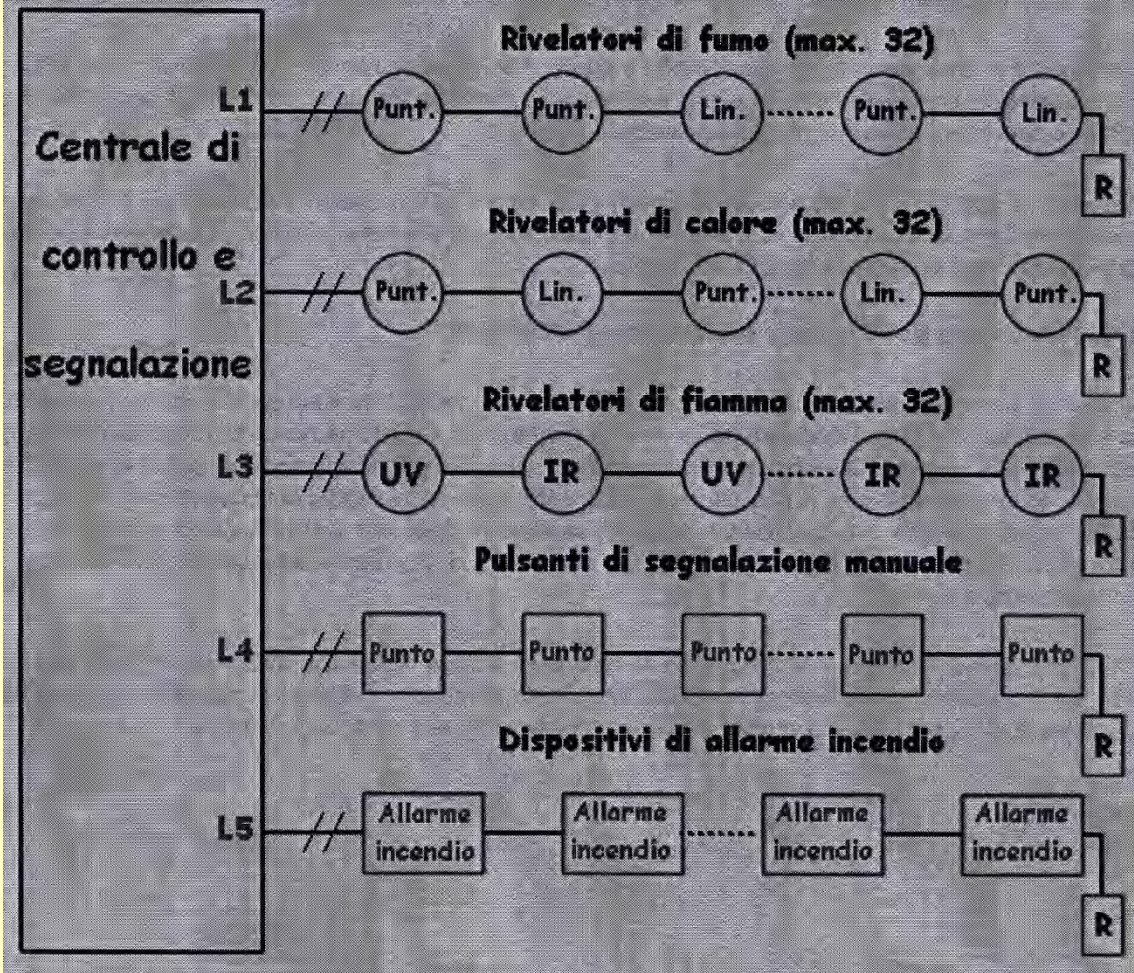 Rivelatori di fumo (max. 32)
L1
Punt. Punt. Lin. Punt. Lin.
R
Centrale di
controllo e
segnalazione
Rivelatori di calore (max. 32)
L2
Punt. Lin. Punt. Lin. Punt.
R
Rivelatori di fiamma (max. 32)
L3
UV IR UV IR IR
R
Pulsanti di segnalazione manuale
L4
Punto Punto Punto Punto Punto
R
Dispositivi di allarme incendio
L5
Allarme
incendio
Allarme
incendio
Allarme
incendio
Allarme
incendio
R